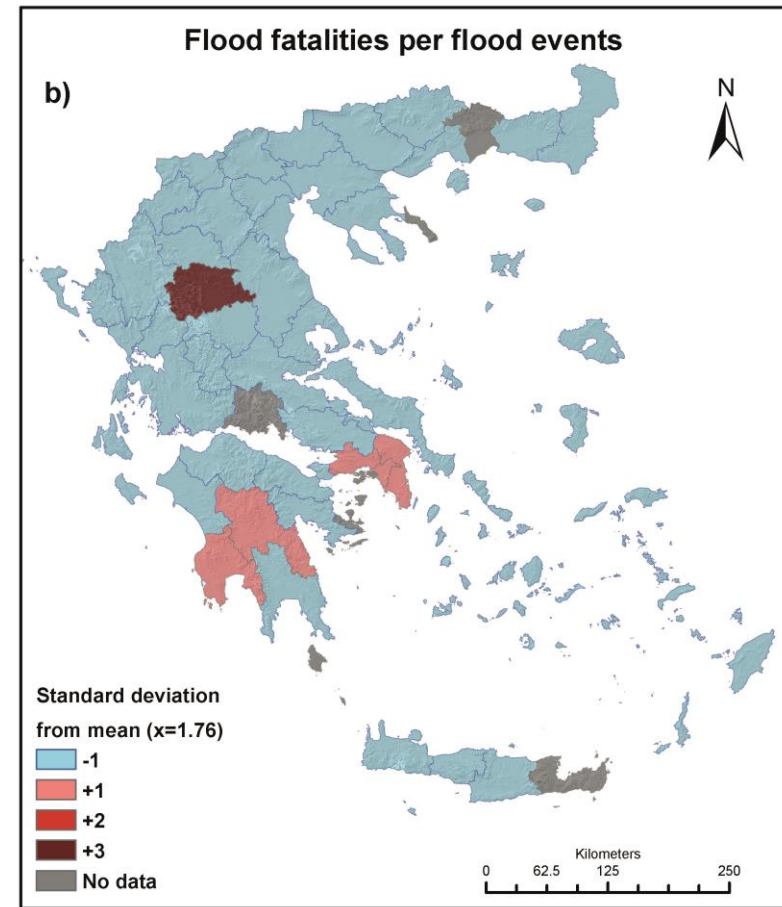 Flood fatalities per flood events
b)
N
Standard deviation
from mean (x=1.76)
-1
+1
+2
+3
No data
Kilometers
0 62.5 125 250